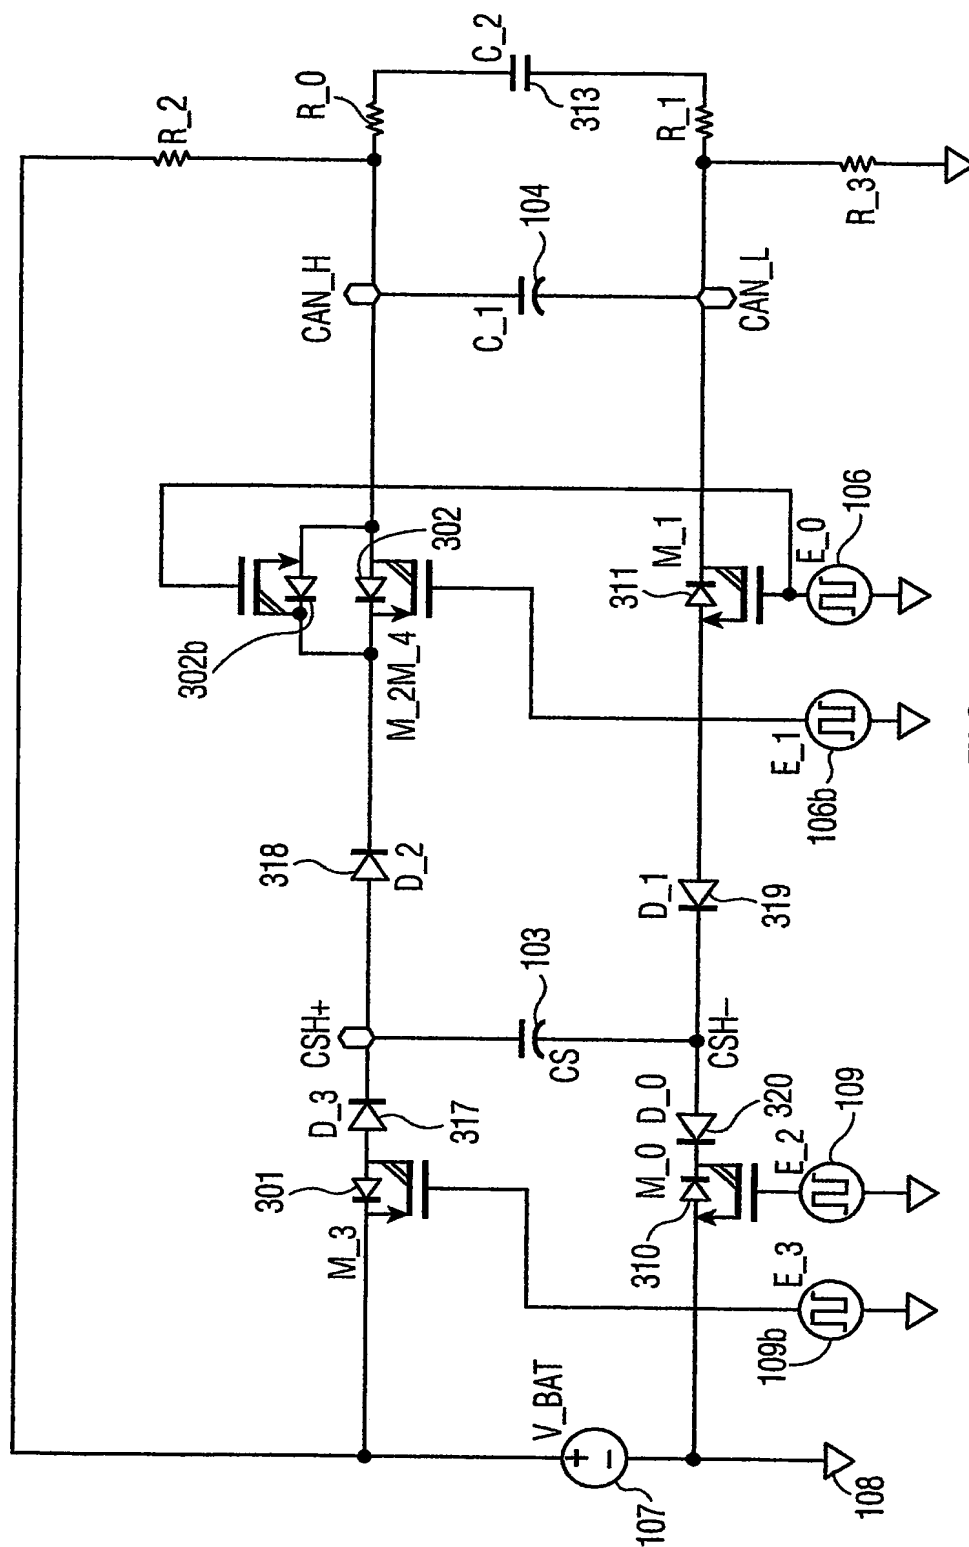 R_2
R_0
C_2
313
R_1
R_3
CAN_H
C_1
104
CAN_L
302b
302
M_2M_4
M_1
311
E_0
106
E_1
106b
318
D_2
D_1
319
CSH+
103
CS
CSH−
D_3
317
301
M_3
M_0
D_0
320
310
E_2
109
E_3
109b
V_BAT
107
108